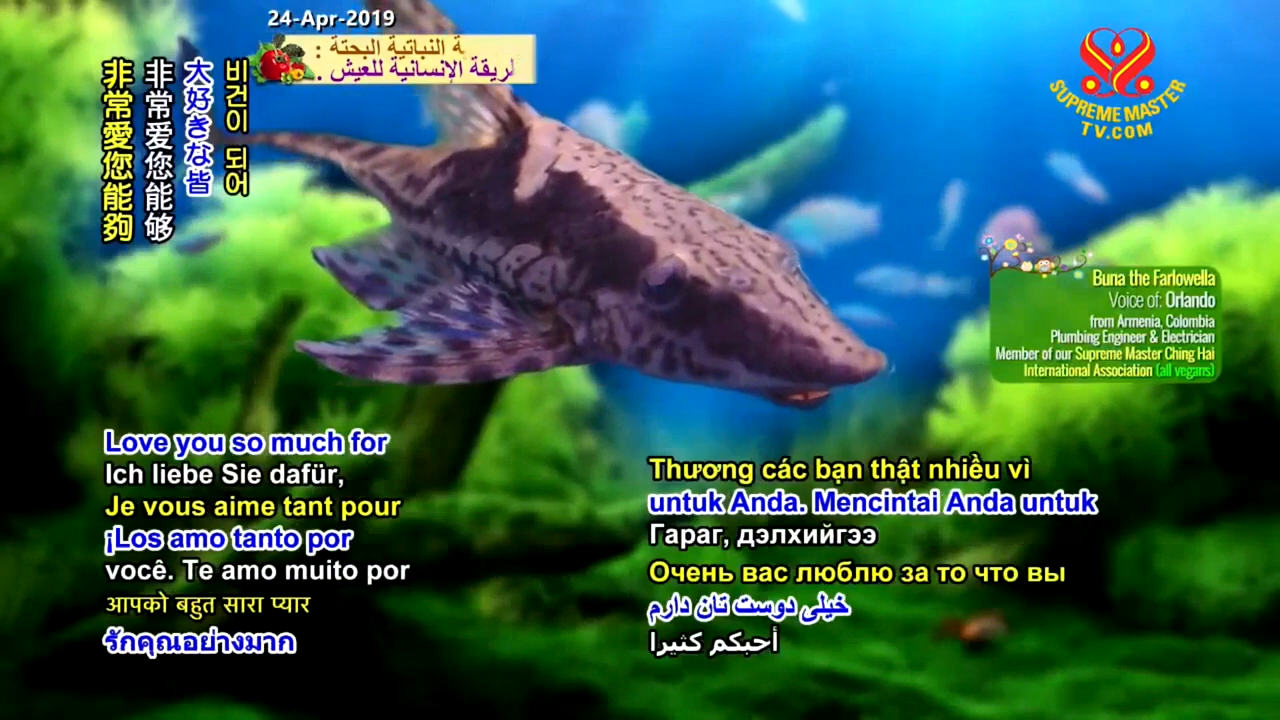 24-Apr-2019
ة النباتية البحتة :
ريقة الإنسانية للعيش .
SUPREME MASTER
TV.COM
비건이 되어
大好きな皆
非常爱您能够
非常愛您能夠
Buna the Farlowella
Voice of: Orlando
from Armenia, Colombia
Plumbing Engineer & Electrician
Member of our Supreme Master Ching Hai
International Association (all vegans)
Love you so much for
Ich liebe Sie dafür,
Je vous aime tant pour
¡Los amo tanto por
você. Te amo muito por
आपको बहुत सारा प्यार
รักคุณอย่างมาก
Thương các bạn thật nhiều vì
untuk Anda. Mencintai Anda untuk
Гараг, дэлхийгээ
Очень вас люблю за то что вы
خیلی دوست تان دارم
أحبكم كثيرا